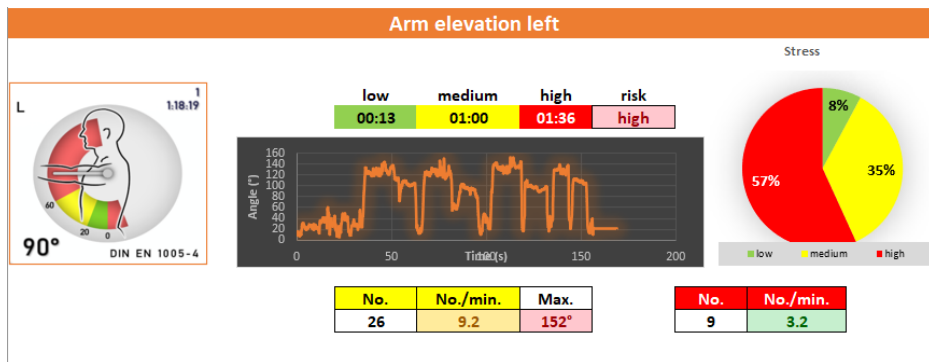 Arm elevation left
Stress
L
1
1:18:19
60
20
0
90°
DIN EN 1005-4
low medium high risk
00:13 01:00 01:36 high
Angle (°)
160
140
120
100
80
60
40
20
0
0 50 100 150 200
Time (s)
8%
35%
57%
low medium high
No. No./min. Max.
26 9.2 152°
No. No./min.
9 3.2